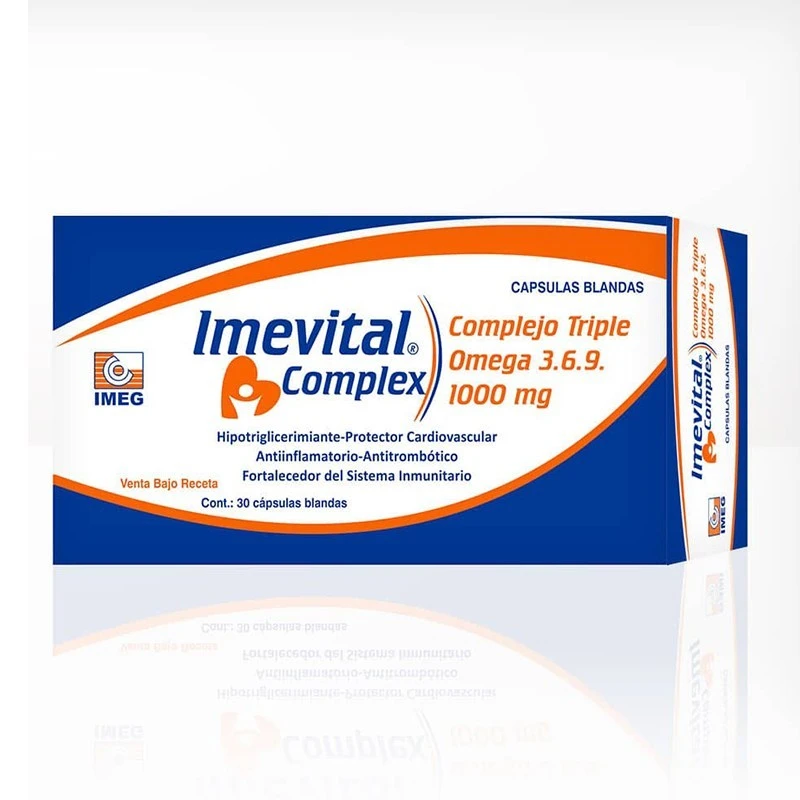 CAPSULAS BLANDAS
Imevital®
Complex
Complejo Triple
Omega 3.6.9.
1000 mg
IMEG
Hipotriglicerimiante-Protector Cardiovascular
Antiinflamatorio-Antitrombótico
Fortalecedor del Sistema Inmunitario
Venta Bajo Receta
Cont.: 30 cápsulas blandas
Imevital®
Complex
Complejo Triple
Omega 3.6.9.
1000 mg
CAPSULAS BLANDAS
IMEG